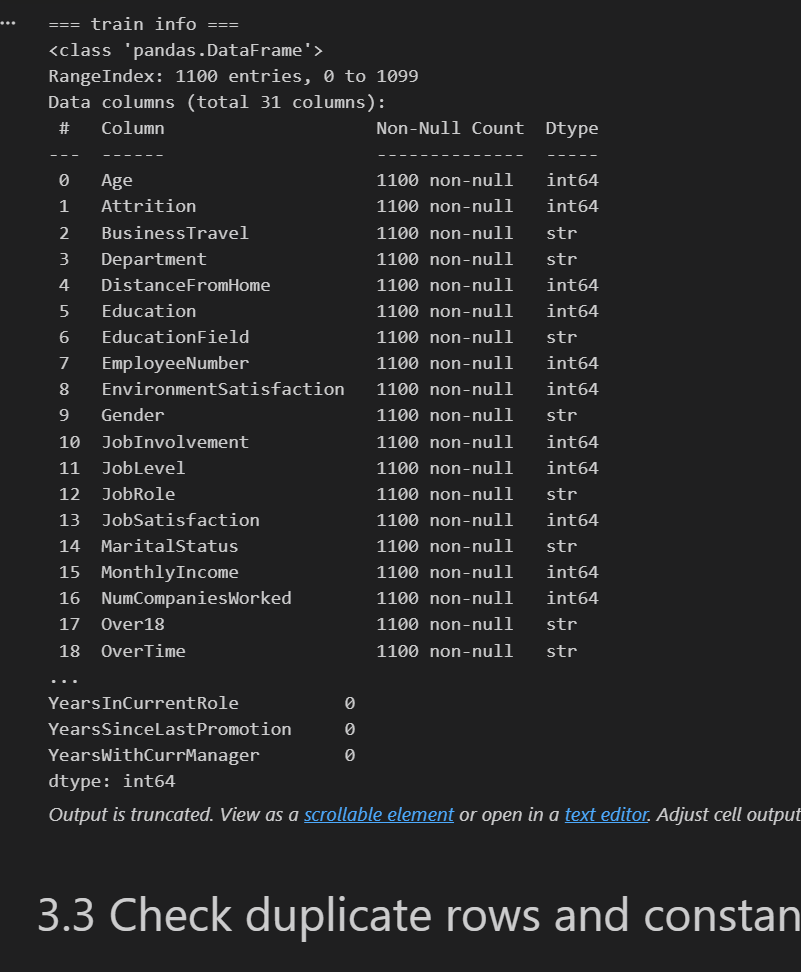 ...
=== train info ===
<class 'pandas.DataFrame'>
RangeIndex: 1100 entries, 0 to 1099
Data columns (total 31 columns):
 #   Column                    Non-Null Count  Dtype
---  ------                    --------------  -----
 0   Age                       1100 non-null   int64
 1   Attrition                 1100 non-null   int64
 2   BusinessTravel            1100 non-null   str
 3   Department                1100 non-null   str
 4   DistanceFromHome          1100 non-null   int64
 5   Education                 1100 non-null   int64
 6   EducationField            1100 non-null   str
 7   EmployeeNumber            1100 non-null   int64
 8   EnvironmentSatisfaction   1100 non-null   int64
 9   Gender                    1100 non-null   str
 10  JobInvolvement            1100 non-null   int64
 11  JobLevel                  1100 non-null   int64
 12  JobRole                   1100 non-null   str
 13  JobSatisfaction           1100 non-null   int64
 14  MaritalStatus             1100 non-null   str
 15  MonthlyIncome             1100 non-null   int64
 16  NumCompaniesWorked        1100 non-null   int64
 17  Over18                    1100 non-null   str
 18  OverTime                  1100 non-null   str
...
YearsInCurrentRole          0
YearsSinceLastPromotion     0
YearsWithCurrManager        0
dtype: int64
Output is truncated. View as a scrollable element or open in a text editor. Adjust cell output
3.3 Check duplicate rows and constan